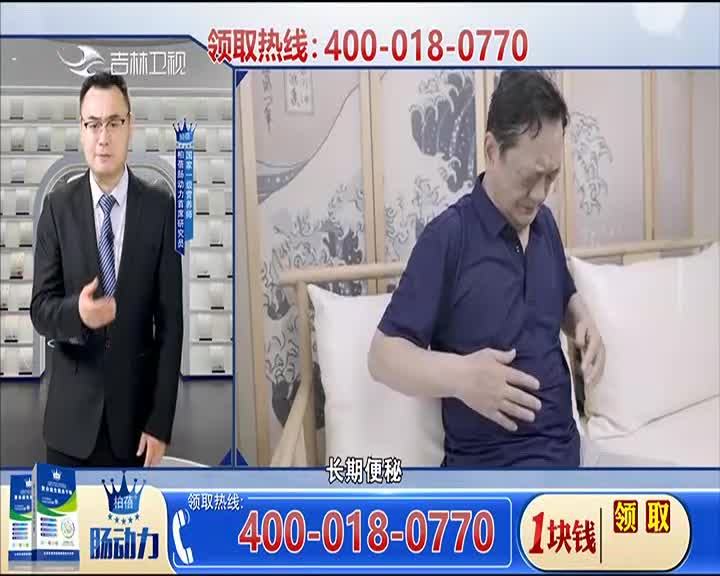 领取热线:400-018-0770
吉林卫视
柏蓓
国家一级营养师
柏蓓肠动力首席研究员
长期便秘
柏蓓
肠动力
领取热线:
400-018-0770
1块钱
领取